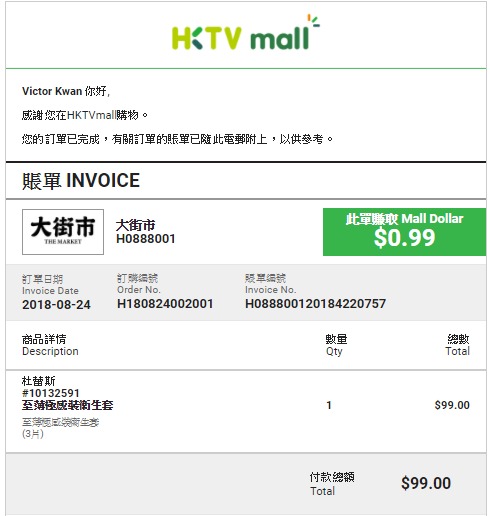 HKTV mall
Victor Kwan 你好,
感謝您在HKTVmall購物。
您的訂單已完成，有關訂單的賬單已隨此電郵附上，以供參考。
賬單 INVOICE
大街市
THE MARKET
大街市
H0888001
此單賺取 Mall Dollar
$0.99
訂單日期
Invoice Date
2018-08-24
訂購編號
Order No.
H180824002001
賬單編號
Invoice No.
H088800120184220757
商品詳情
Description
數量
Qty
總數
Total
杜蕾斯
#10132591
至薄極感裝衛生套
1
$99.00
至薄極感裝衛生套
(3片)
付款總額
Total
$99.00